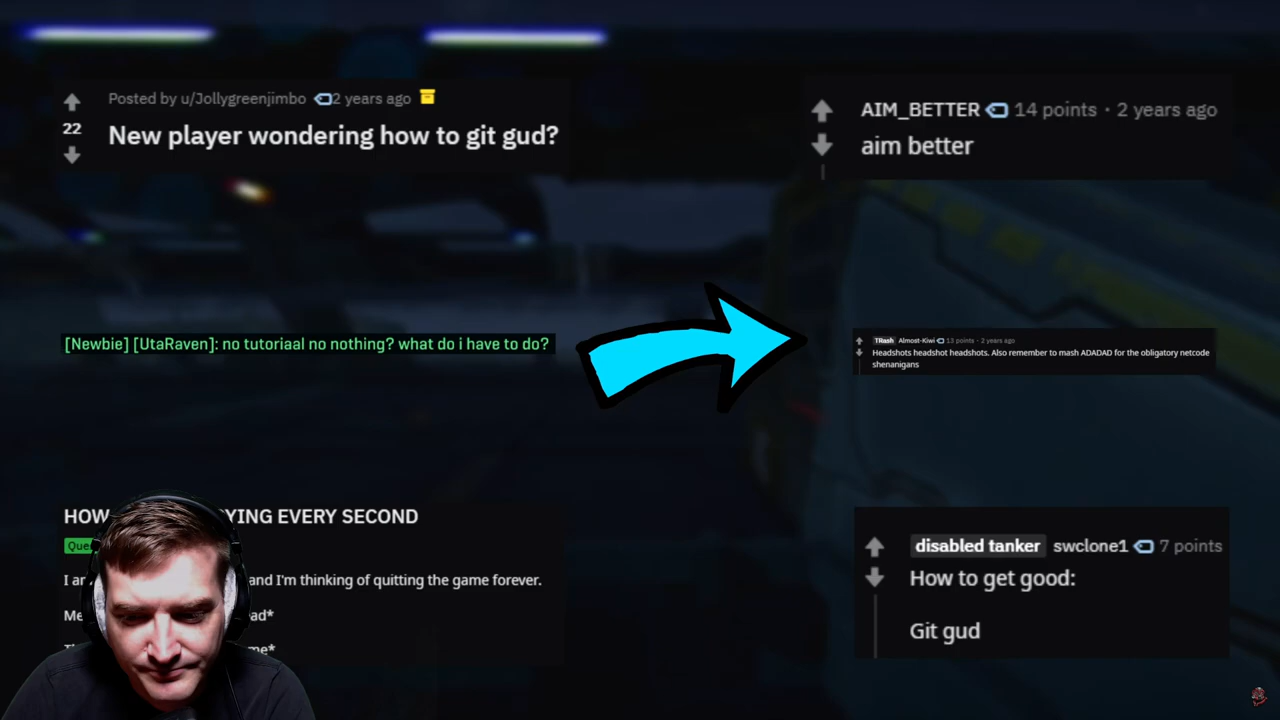 Posted by u/Jollygreenjimbo 2 years ago
22
New player wondering how to git gud?
AIM_BETTER 14 points · 2 years ago
aim better
[Newbie] [UtaRaven]: no tutoriaal no nothing? what do i have to do?
TRash Almost-Kiwi 13 points · 2 years ago
Headshots headshot headshots. Also remember to mash ADADAD for the obligatory netcode
shenanigans
HOW YING EVERY SECOND
Que
I a and I'm thinking of quitting the game forever.
Me ad*
me*
disabled tanker swclone1 7 points
How to get good:
Git gud